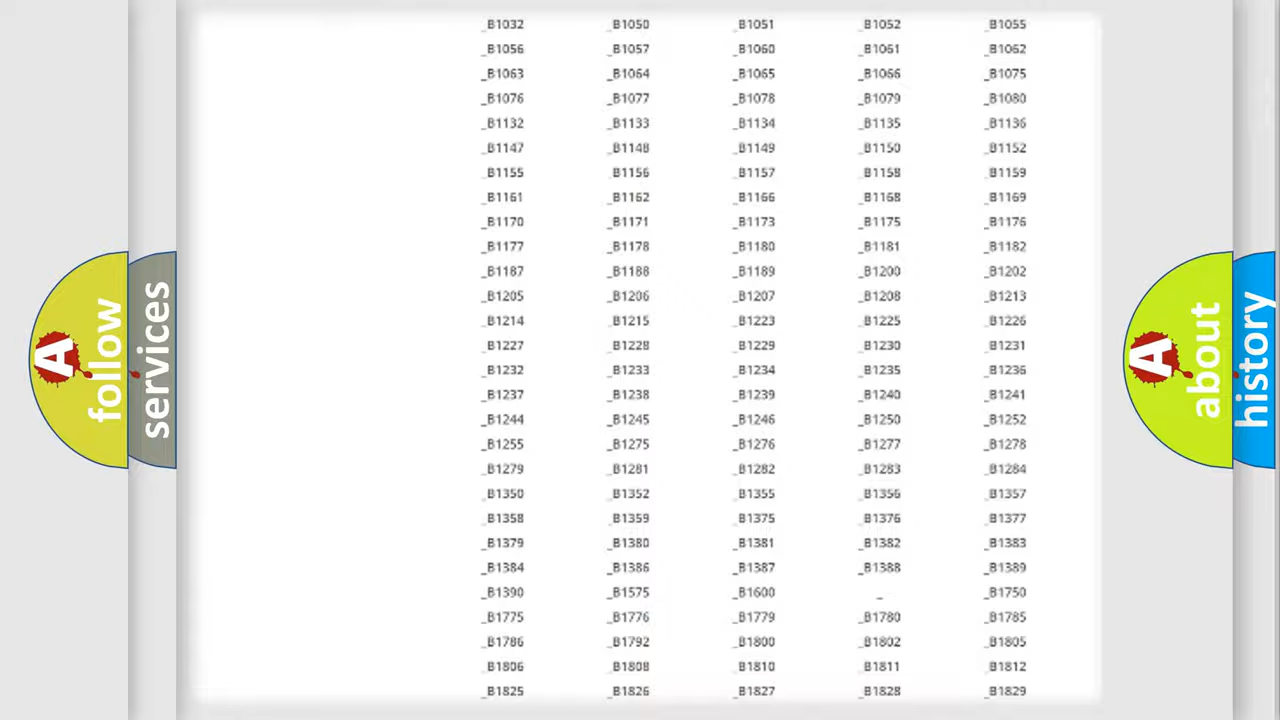 _B1032 _B1050 _B1051 _B1052 _B1055
_B1056 _B1057 _B1060 _B1061 _B1062
_B1063 _B1064 _B1065 _B1066 _B1075
_B1076 _B1077 _B1078 _B1079 _B1080
_B1132 _B1133 _B1134 _B1135 _B1136
_B1147 _B1148 _B1149 _B1150 _B1152
_B1155 _B1156 _B1157 _B1158 _B1159
_B1161 _B1162 _B1166 _B1168 _B1169
_B1170 _B1171 _B1173 _B1175 _B1176
_B1177 _B1178 _B1180 _B1181 _B1182
_B1187 _B1188 _B1189 _B1200 _B1202
_B1205 _B1206 _B1207 _B1208 _B1213
_B1214 _B1215 _B1223 _B1225 _B1226
_B1227 _B1228 _B1229 _B1230 _B1231
_B1232 _B1233 _B1234 _B1235 _B1236
_B1237 _B1238 _B1239 _B1240 _B1241
_B1244 _B1245 _B1246 _B1250 _B1252
_B1255 _B1275 _B1276 _B1277 _B1278
_B1279 _B1281 _B1282 _B1283 _B1284
_B1350 _B1352 _B1355 _B1356 _B1357
_B1358 _B1359 _B1375 _B1376 _B1377
_B1379 _B1380 _B1381 _B1382 _B1383
_B1384 _B1386 _B1387 _B1388 _B1389
_B1390 _B1575 _B1600 _ _B1750
_B1775 _B1776 _B1779 _B1780 _B1785
_B1786 _B1792 _B1800 _B1802 _B1805
_B1806 _B1808 _B1810 _B1811 _B1812
_B1825 _B1826 _B1827 _B1828 _B1829
A
follow
services
A
about
history